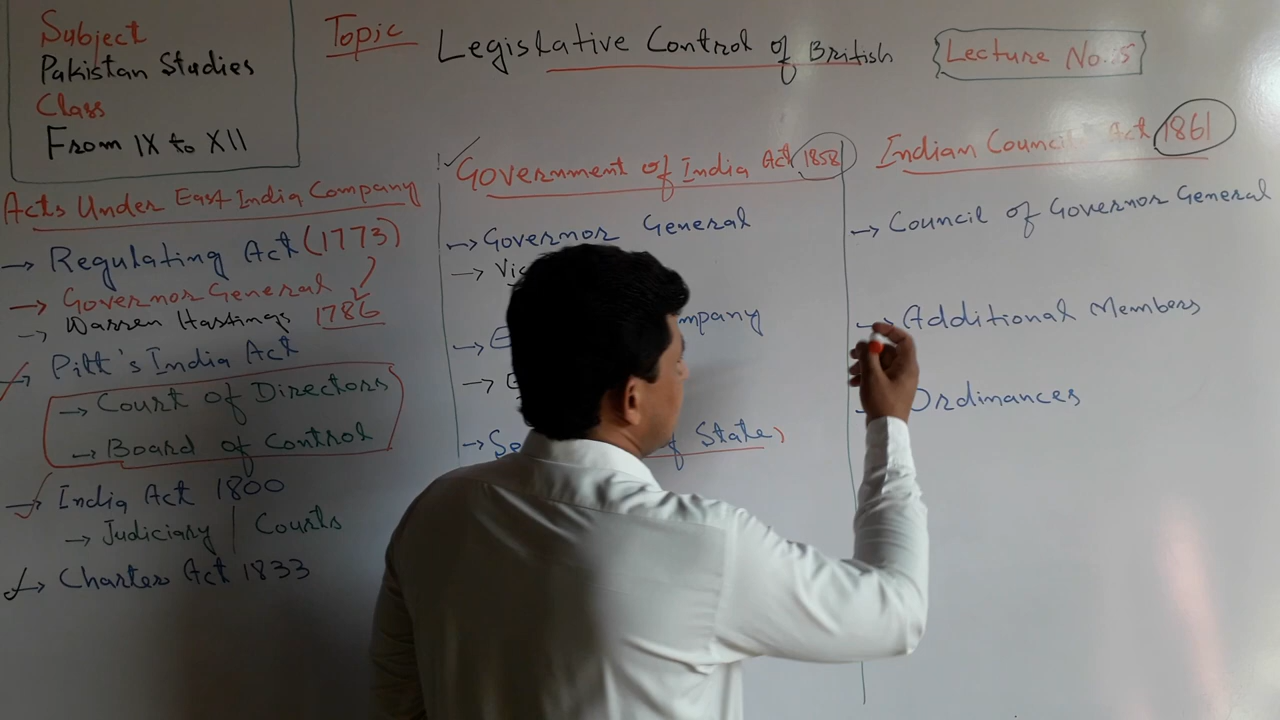 Subject
Pakistan Studies
Class
From IX to XII
Topic Legislative Control of British
Lecture No. 5
Acts Under East India Company
→ Regulating Act (1773)
→ Governor General
→ Warren Hastings 1786
→ Pitt's India Act
→ Court of Directors
→ Board of Control
→ India Act 1800
→ Judiciary | Courts
→ Charter Act 1833
Government of India Act 1858
→ Governor General
→
→ mpany
→
→ of State)
Indian Council Act 1861
→ Council of Governor General
→ Additional Members
Ordinances